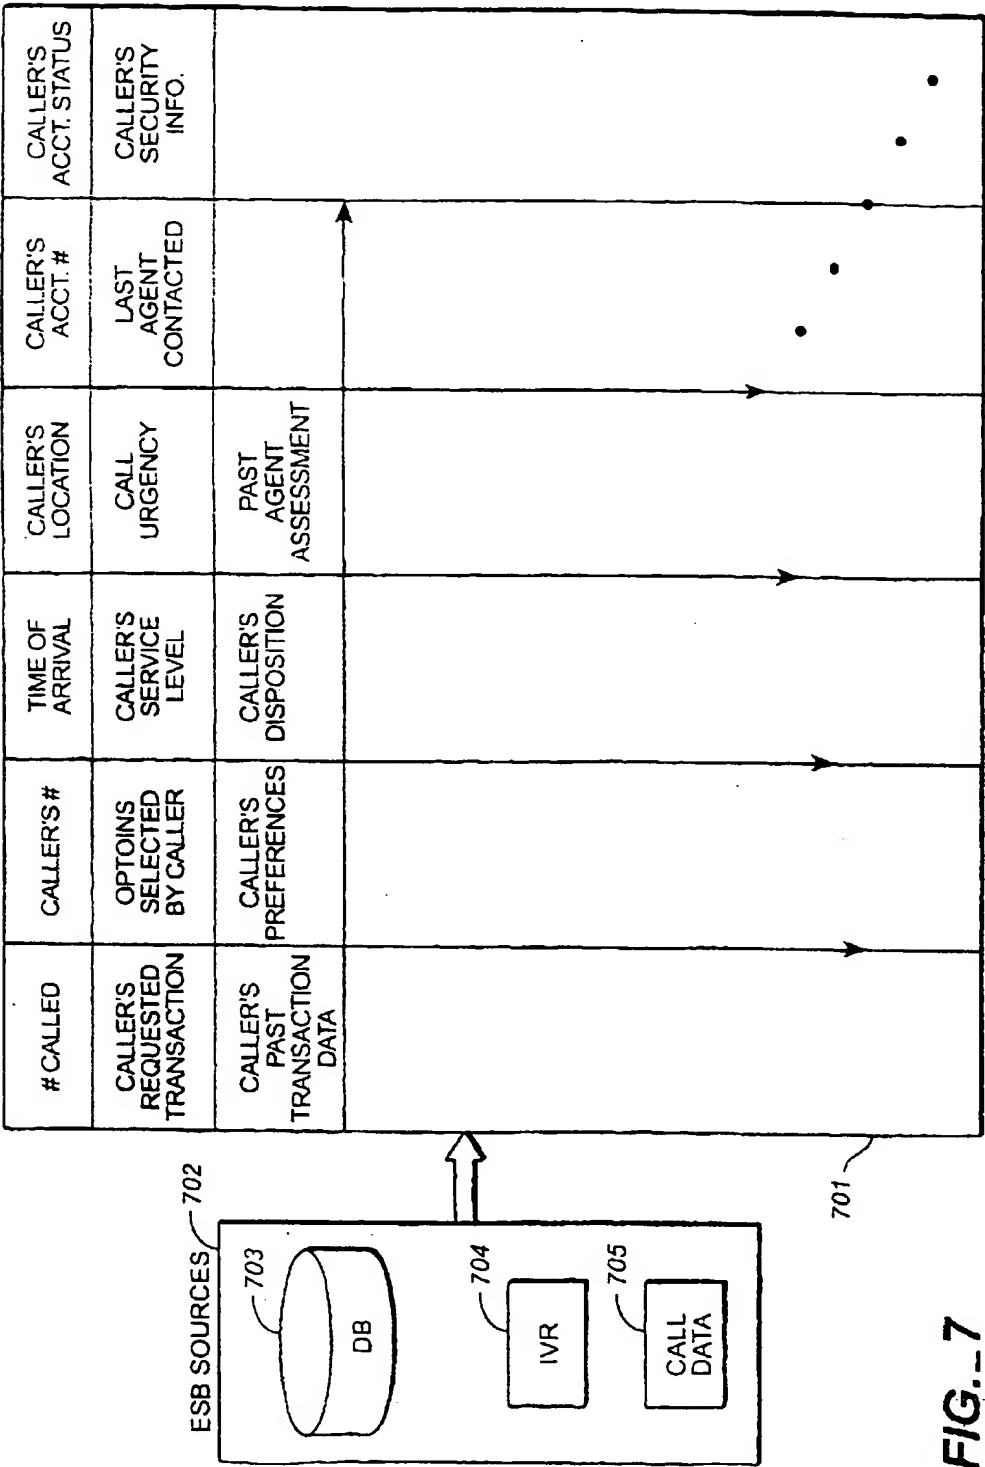 ESB SOURCES
702
703
DB
704
IVR
705
CALL
DATA
701
# CALLED
CALLER'S #
TIME OF
ARRIVAL
CALLER'S
LOCATION
CALLER'S
ACCT. #
CALLER'S
ACCT. STATUS
CALLER'S
REQUESTED
TRANSACTION
OPTOINS
SELECTED
BY CALLER
CALLER'S
SERVICE
LEVEL
CALL
URGENCY
LAST
AGENT
CONTACTED
CALLER'S
SECURITY
INFO.
CALLER'S
PAST
TRANSACTION
DATA
CALLER'S
PREFERENCES
CALLER'S
DISPOSITION
PAST
AGENT
ASSESSMENT
FIG._7